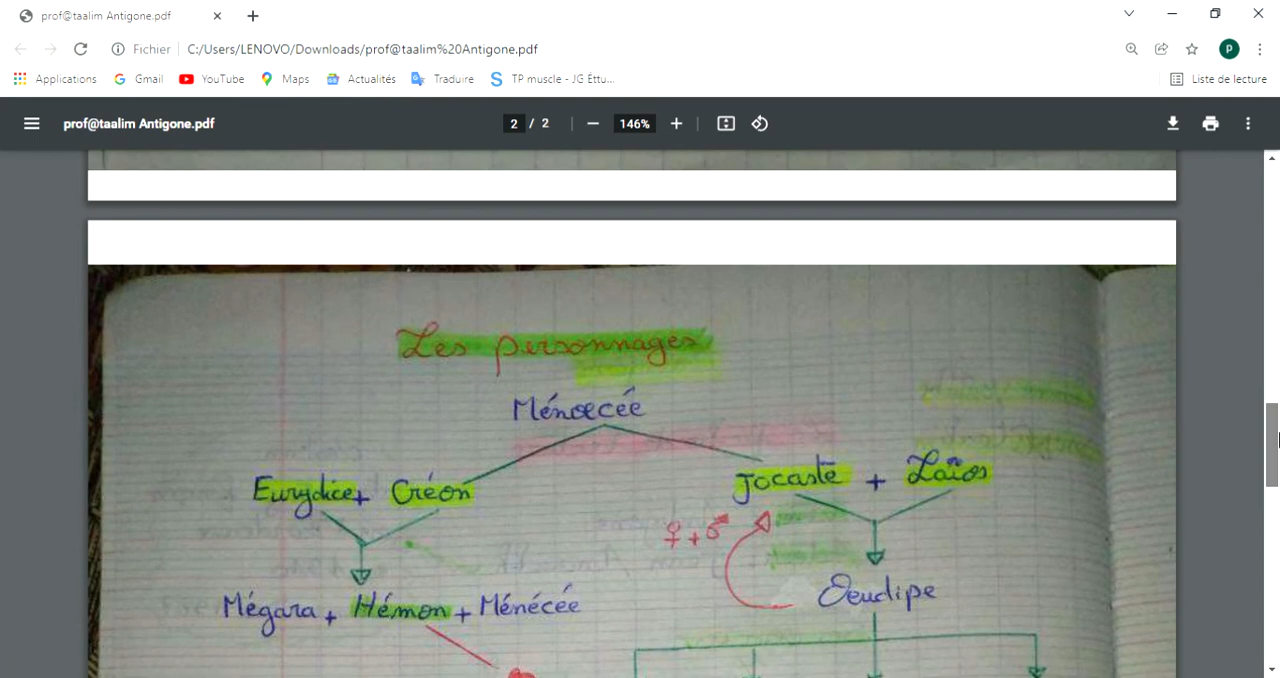 prof@taalim Antigone.pdf
Fichier C:/Users/LENOVO/Downloads/prof@taalim%20Antigone.pdf P
Applications Gmail YouTube Maps Actualités Traduire TP muscle - JG Éttu... Liste de lecture
prof@taalim Antigone.pdf 2 / 2 146%
Les personnages
Ménœcée
Eurydice + Créon Jocaste + Laïos
♀ + ♂
Oeudipe
Mégara + Hémon + Ménécée